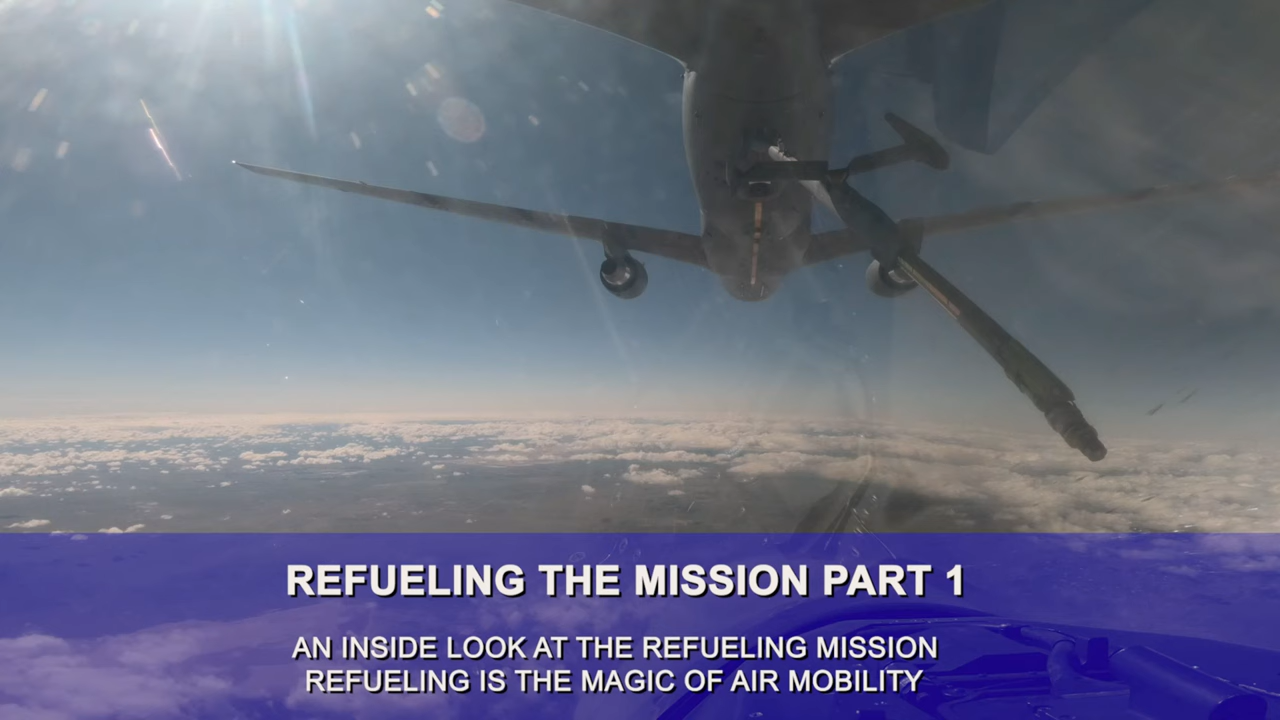 REFUELING THE MISSION PART 1
AN INSIDE LOOK AT THE REFUELING MISSION
REFUELING IS THE MAGIC OF AIR MOBILITY